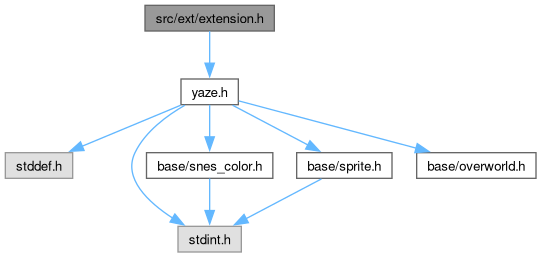 src/ext/extension.h
yaze.h
stddef.h
base/snes_color.h
base/sprite.h
base/overworld.h
stdint.h